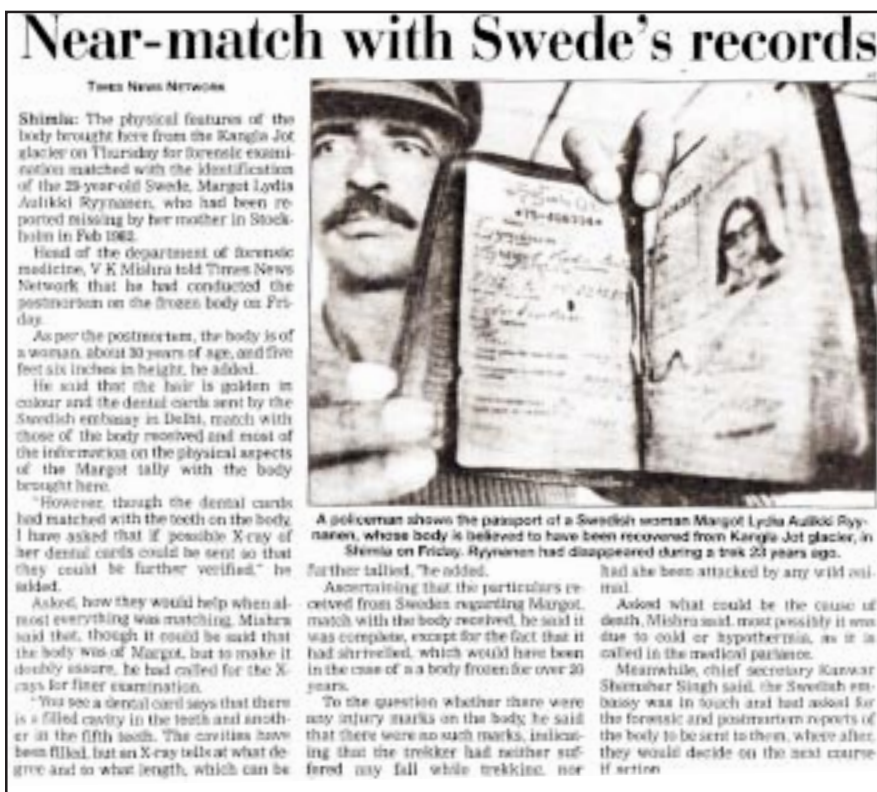 Near-match with Swede's records
TIMES NEWS NETWORK
Shimla: The physical features of the
body brought here from the Kangla Jot
glacier on Thursday for forensic exami-
nation matched with the identification
of the 29-year-old Swede, Margot Lydia
Aulikki Ryynanen, who had been re-
ported missing by her mother in Stock-
holm in Feb 1982.
Head of the department of forensic
medicine, V K Mishra told Times News
Network that he had conducted the
postmortem on the frozen body on Fri-
day.
As per the postmortem, the body is of
a woman, about 30 years of age, and five
feet six inches in height, he added.
He said that the hair is golden in
colour and the dental cards sent by the
Swedish embassy in Delhi, match with
those of the body received and most of
the information on the physical aspects
of the Margot tally with the body
brought here.
"However, though the dental cards
had matched with the teeth on the body,
I have asked that if possible X-ray of
her dental cards could be sent so that
they could be further verified," he
added.
Asked, how they would help when al-
most everything was matching, Mishra
said that, though it could be said that
the body was of Margot, but to make it
doubly assure, he had called for the X-
rays for finer examination.
"You see a dental card says that there
is a filled cavity in the teeth and anoth-
er in the fifth teeth. The cavities have
been filled, but an X-ray tells at what de-
gree and to what length, which can be
A policeman shows the passport of a Swedish woman Margot Lydia Aulikki Ryy-
nanen, whose body is believed to have been recovered from Kangla Jot glacier, in
Shimla on Friday. Ryynanen had disappeared during a trek 23 years ago.
further tallied, "he added.
Ascertaining that the particulars re-
ceived from Sweden regarding Margot,
match with the body received, he said it
was complete, except for the fact that it
had shrivelled, which would have been
in the case of a a body frozen for over 20
years.
To the question whether there were
any injury marks on the body, he said
that there were no such marks, indicat-
ing that the trekker had neither suf-
fered any fall while trekking, nor
had she been attacked by any wild ani-
mal.
Asked what could be the cause of
death, Mishra said, most possibly it was
due to cold or hypothermia, as it is
called in the medical parlance.
Meanwhile, chief secretary Kanwar
Shamsher Singh said, the Swedish em-
bassy was in touch and had asked for
the forensic and postmortem reports of
the body to be sent to them, where after,
they would decide on the next course
if action